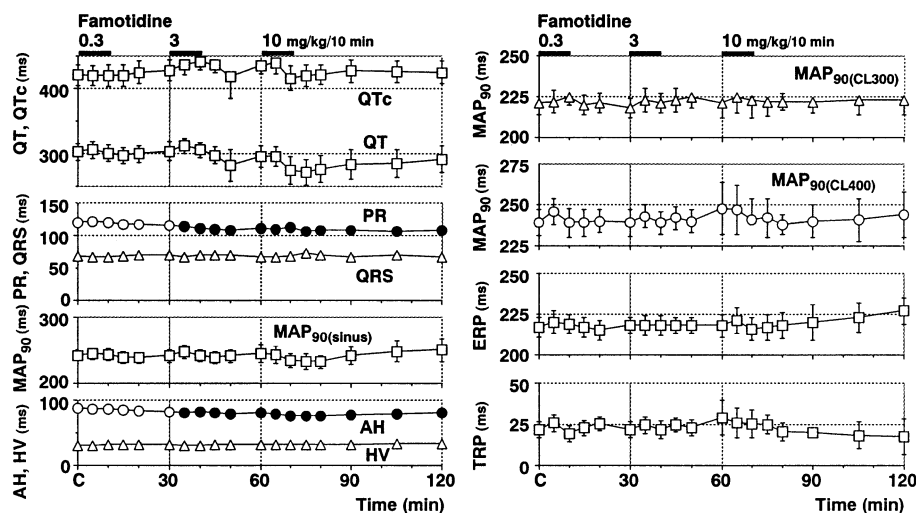 Famotidine
0.3 3 10 mg/kg/10 min
QT, QTc (ms)
400
300
QTc
QT
PR, QRS (ms)
150
100
50
0
PR
QRS
MAP90 (ms)
300
200
MAP90(sinus)
AH, HV (ms)
100
50
0
AH
HV
C 30 60 90 120
Time (min)
Famotidine
0.3 3 10 mg/kg/10 min
MAP90 (ms)
250
225
200
MAP90(CL300)
MAP90 (ms)
275
250
225
MAP90(CL400)
ERP (ms)
250
225
200
TRP (ms)
50
25
0
C 30 60 90 120
Time (min)